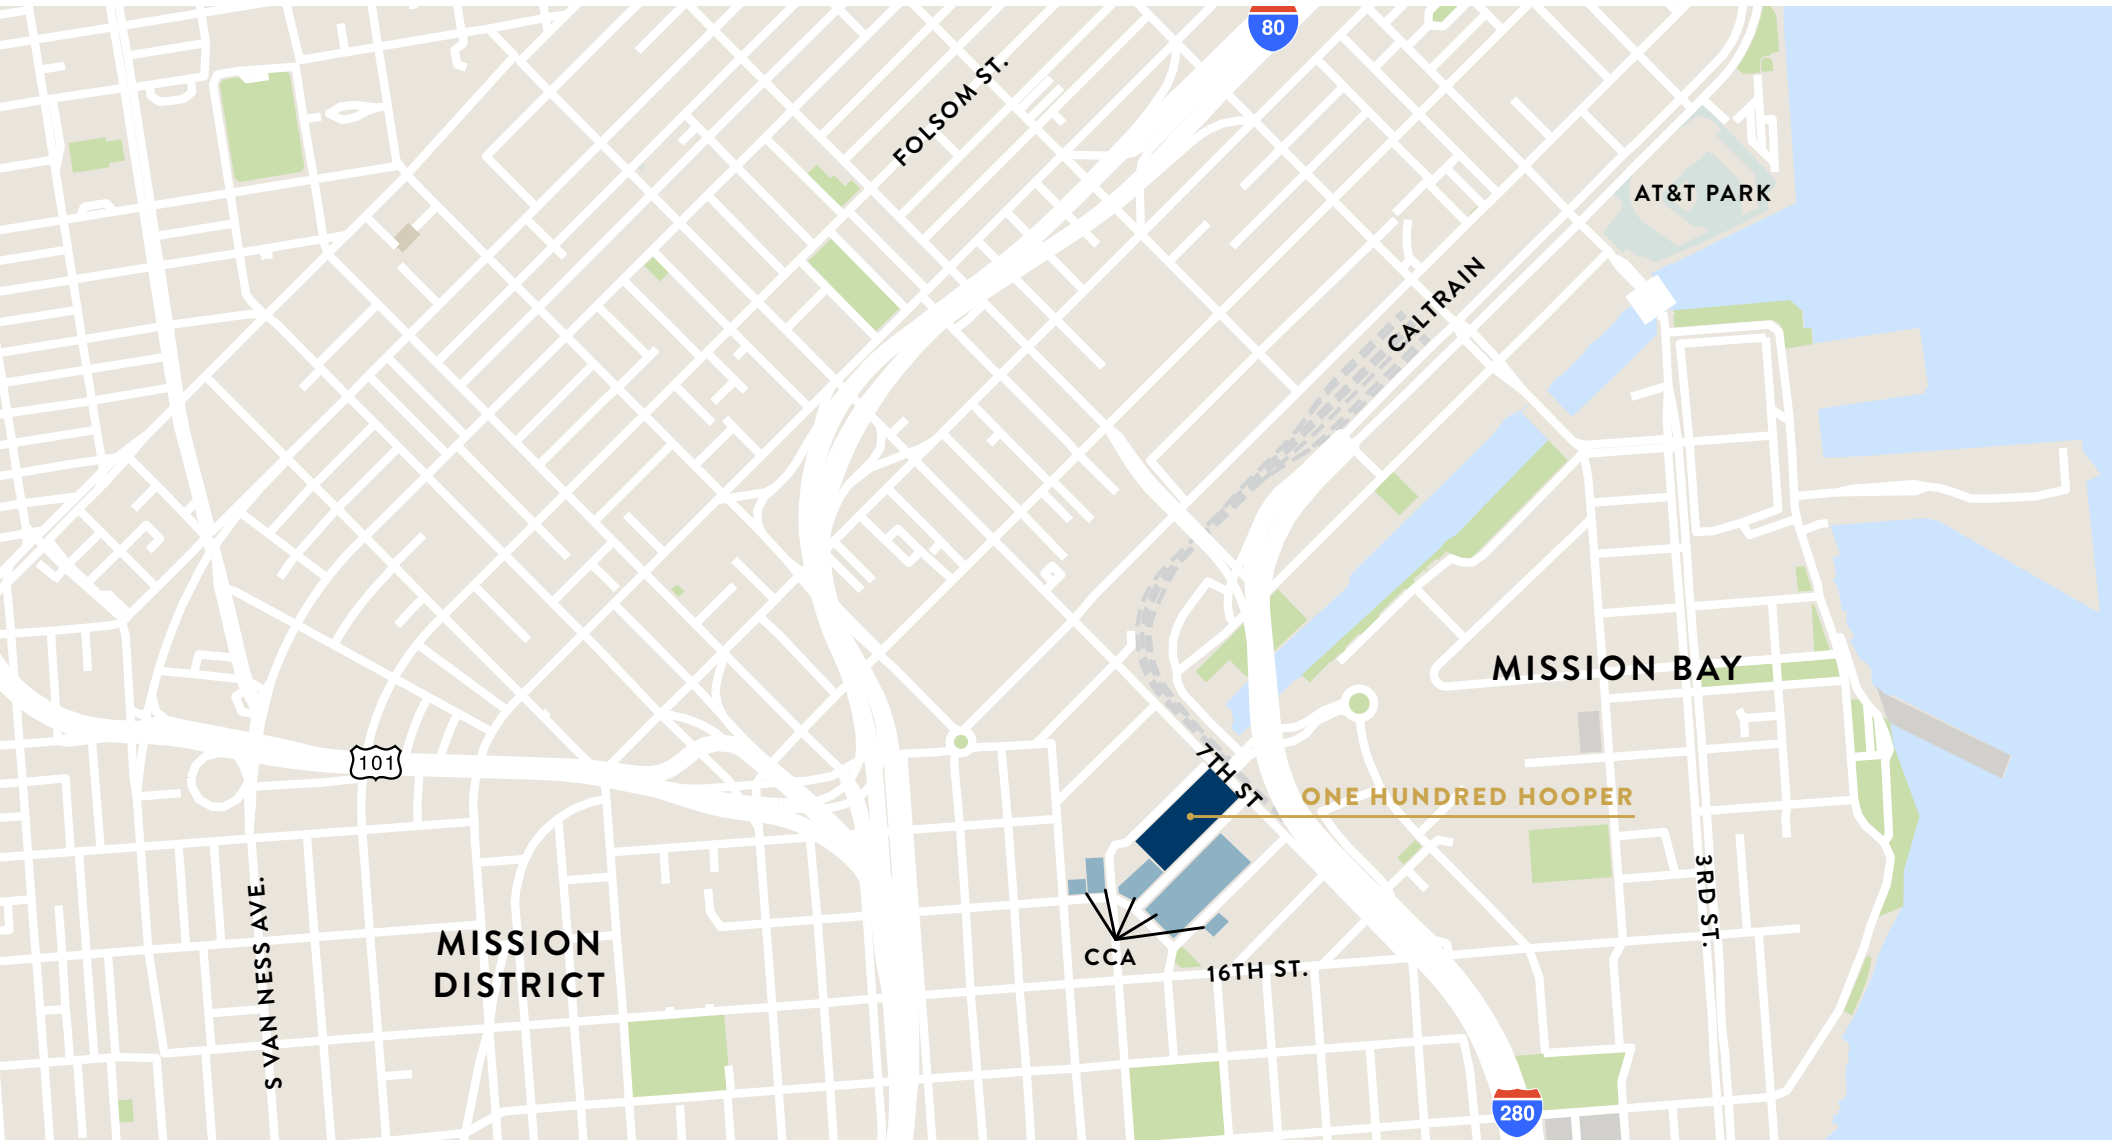 80
FOLSOM ST.
AT&T PARK
CALTRAIN
MISSION BAY
7TH ST
101
ONE HUNDRED HOOPER
3RD ST.
S VAN NESS AVE.
MISSION
DISTRICT
CCA
16TH ST.
280